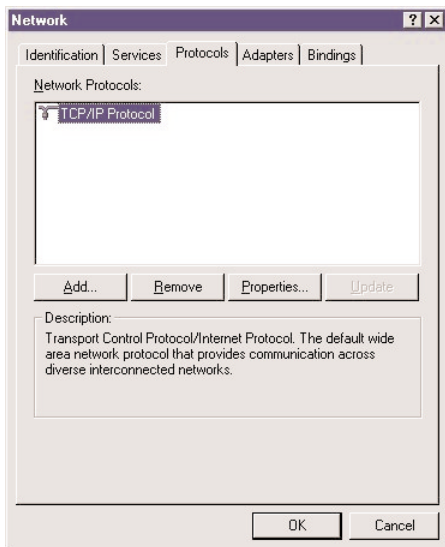 Network
Identification Services Protocols Adapters Bindings
Network Protocols:
TCP/IP Protocol
Add... Remove Properties... Update
Description:
Transport Control Protocol/Internet Protocol. The default wide
area network protocol that provides communication across
diverse interconnected networks.
OK Cancel